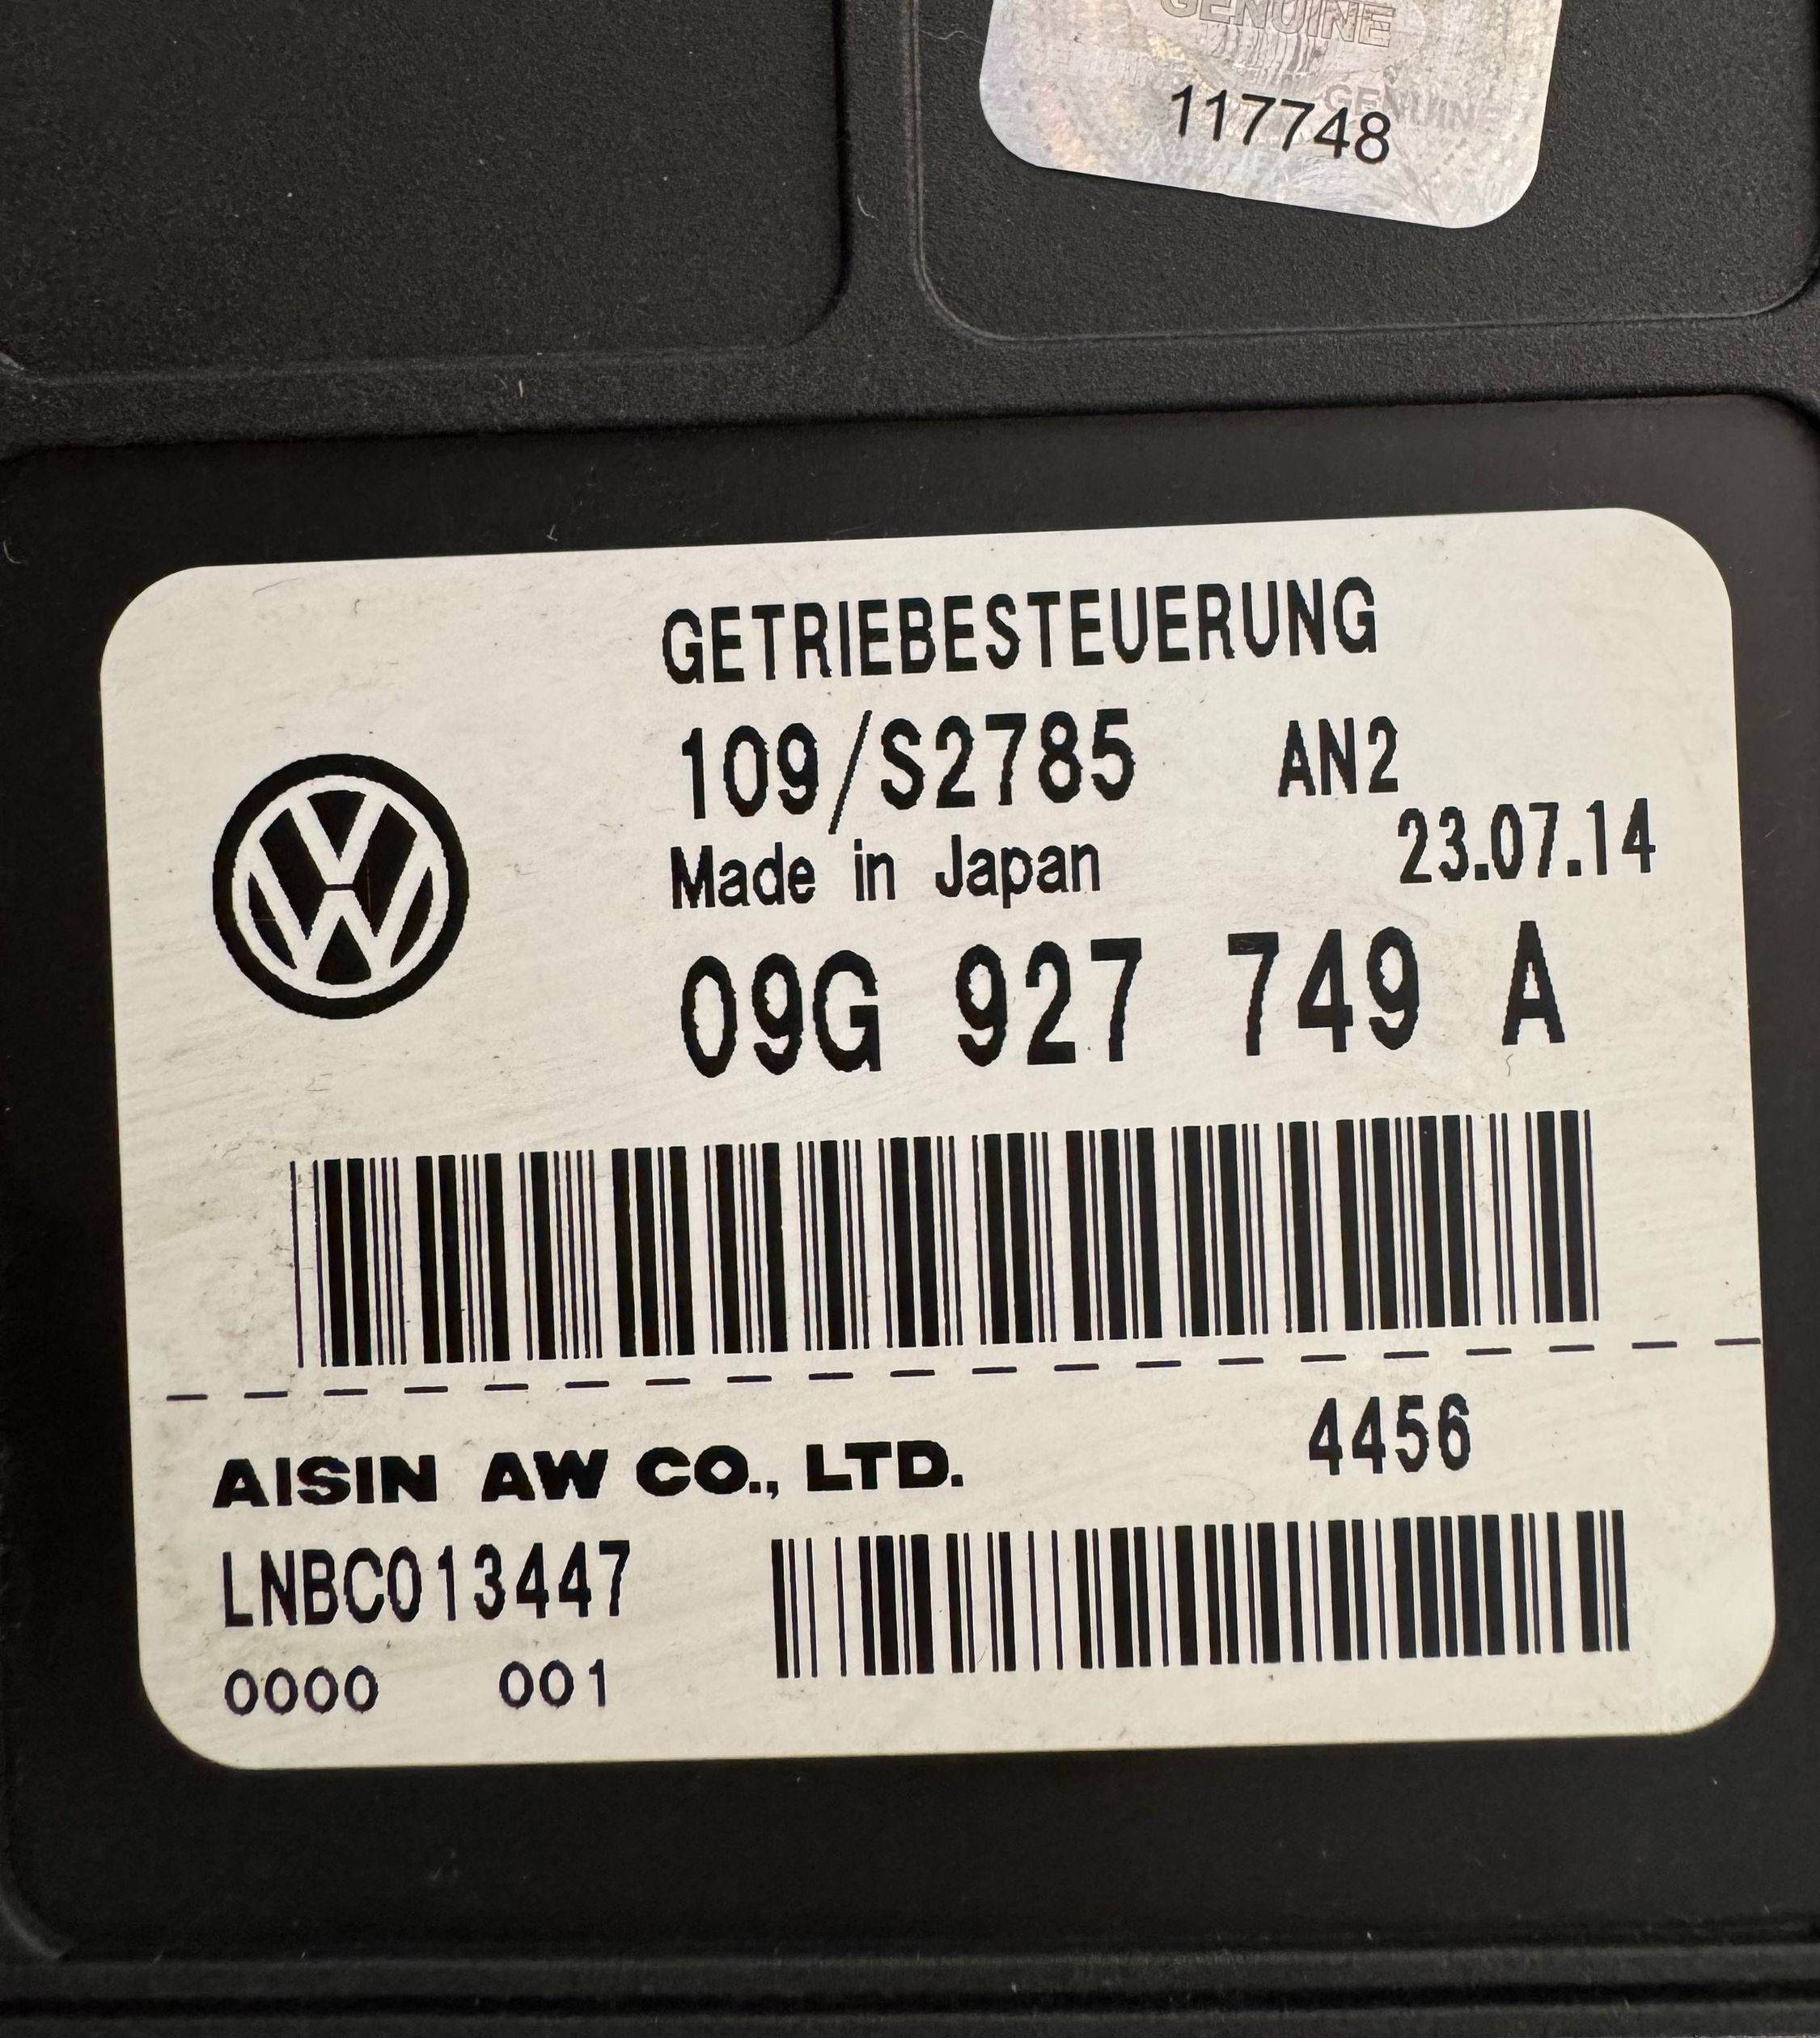 GENUINE
GENUINE
117748
GETRIEBESTEUERUNG
109/S2785 AN2
23.07.14
Made in Japan
09G 927 749 A
4456
AISIN AW CO., LTD.
LNBC013447
0000 001